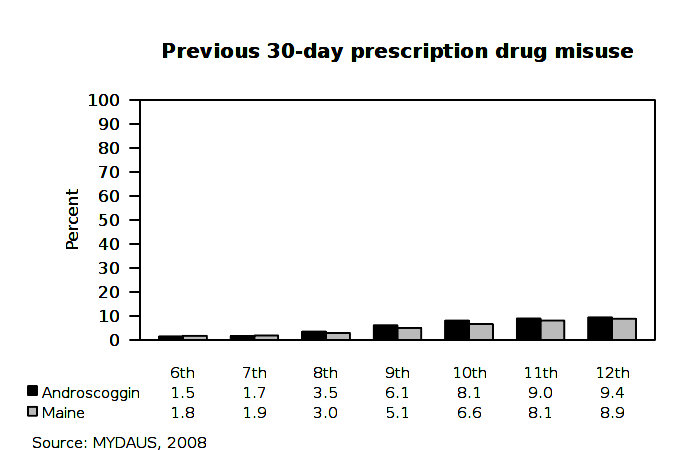 Previous 30-day prescription drug misuse
100
90
80
70
60
50
40
30
20
10
0
Percent
6th 7th 8th 9th 10th 11th 12th
Androscoggin 1.5 1.7 3.5 6.1 8.1 9.0 9.4
Maine 1.8 1.9 3.0 5.1 6.6 8.1 8.9
Source: MYDAUS, 2008